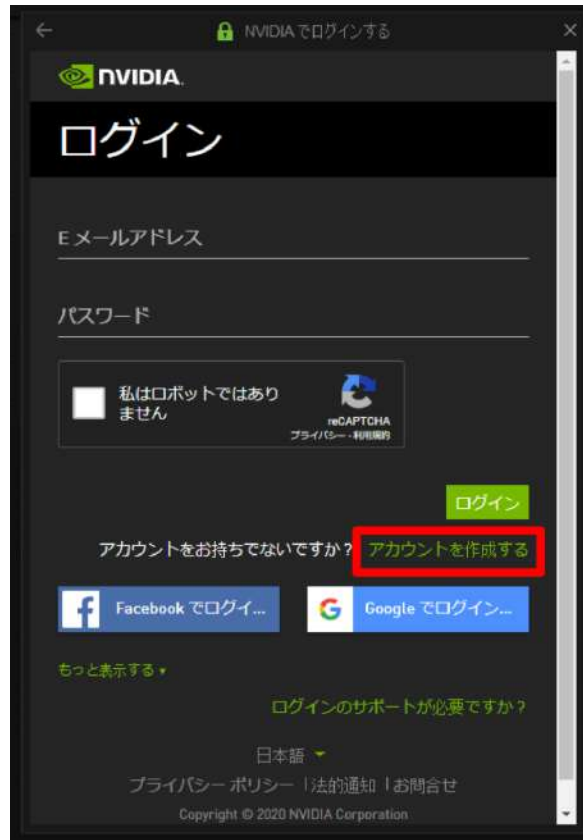 NVIDIAでログインする
NVIDIA.
ログイン
Eメールアドレス
パスワード
私はロボットではあり
ません
reCAPTCHA
プライバシー - 利用規約
ログイン
アカウントをお持ちでないですか? アカウントを作成する
Facebook でログイ...
Google でログイン...
もっと表示する
ログインのサポートが必要ですか?
日本語
プライバシー ポリシー | 法的通知 | お問合せ
Copyright © 2020 NVIDIA Corporation